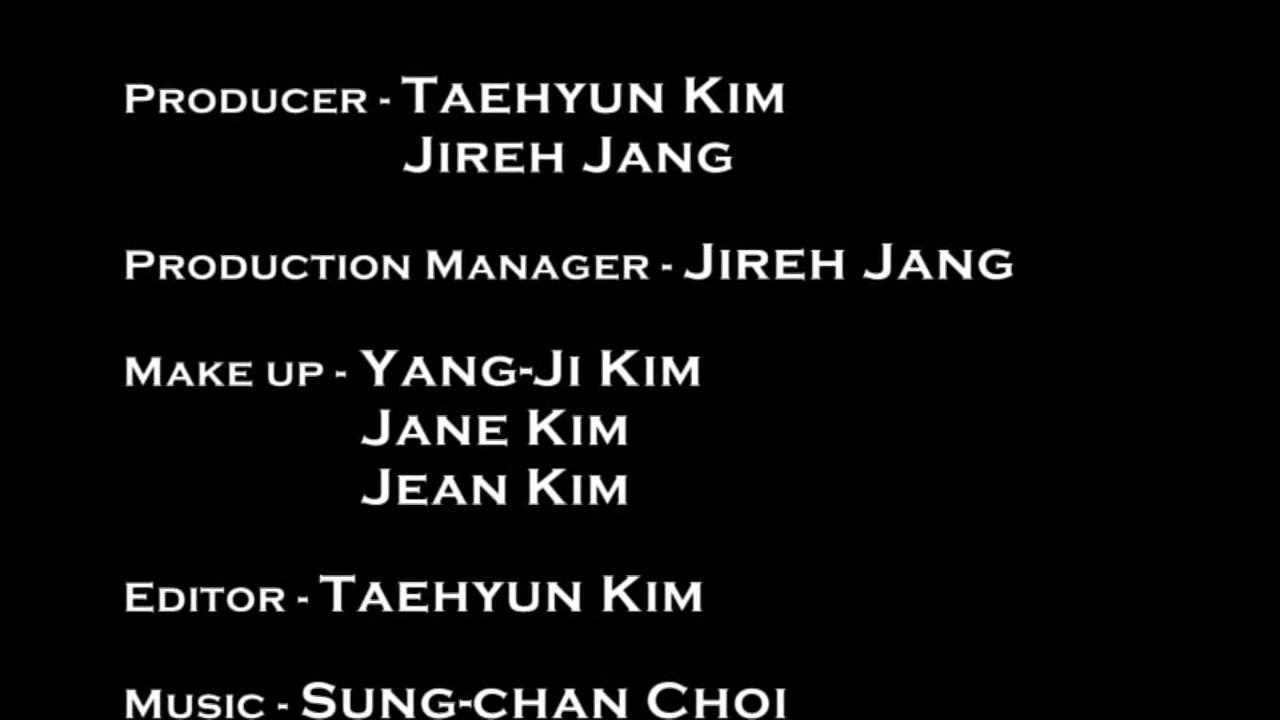 Producer - Taehyun Kim
Jireh Jang
Production Manager - Jireh Jang
Make up - Yang-Ji Kim
Jane Kim
Jean Kim
Editor - Taehyun Kim
Music - Sung-chan Choi